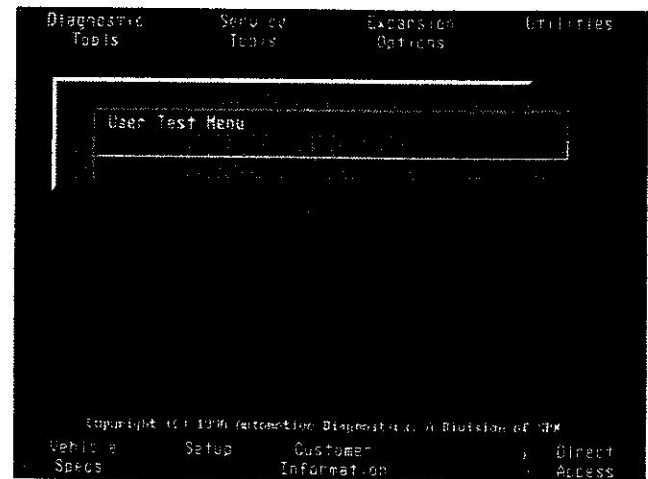 Diagnostic Tools
Service Tools
Expansion Options
Utilities
User Test Menu
Copyright (C) Automotive Diagnostics, A Division of SPX
Vehicle Specs
Setup
Customer Information
Direct Access